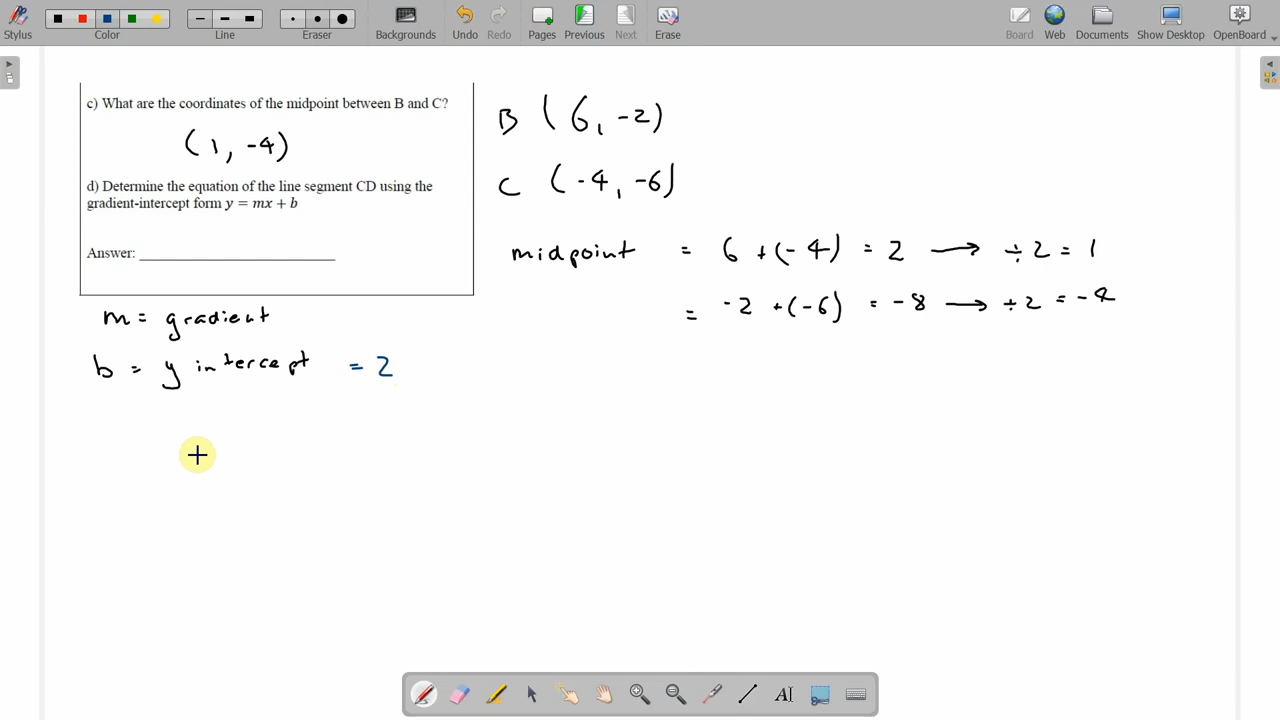 Stylus
Color
Line
Eraser
Backgrounds
Undo
Redo
Pages
Previous
Next
Erase
Board
Web
Documents
Show Desktop
OpenBoard
c) What are the coordinates of the midpoint between B and C?
(1, -4)
d) Determine the equation of the line segment CD using the
gradient-intercept form y = mx + b
Answer: ____________________________
m = gradient
b = y intercept = 2
B (6, -2)
C (-4, -6)
midpoint = 6 + (-4) = 2 → ÷2 = 1
= -2 + (-6) = -8 → ÷2 = -4
AI